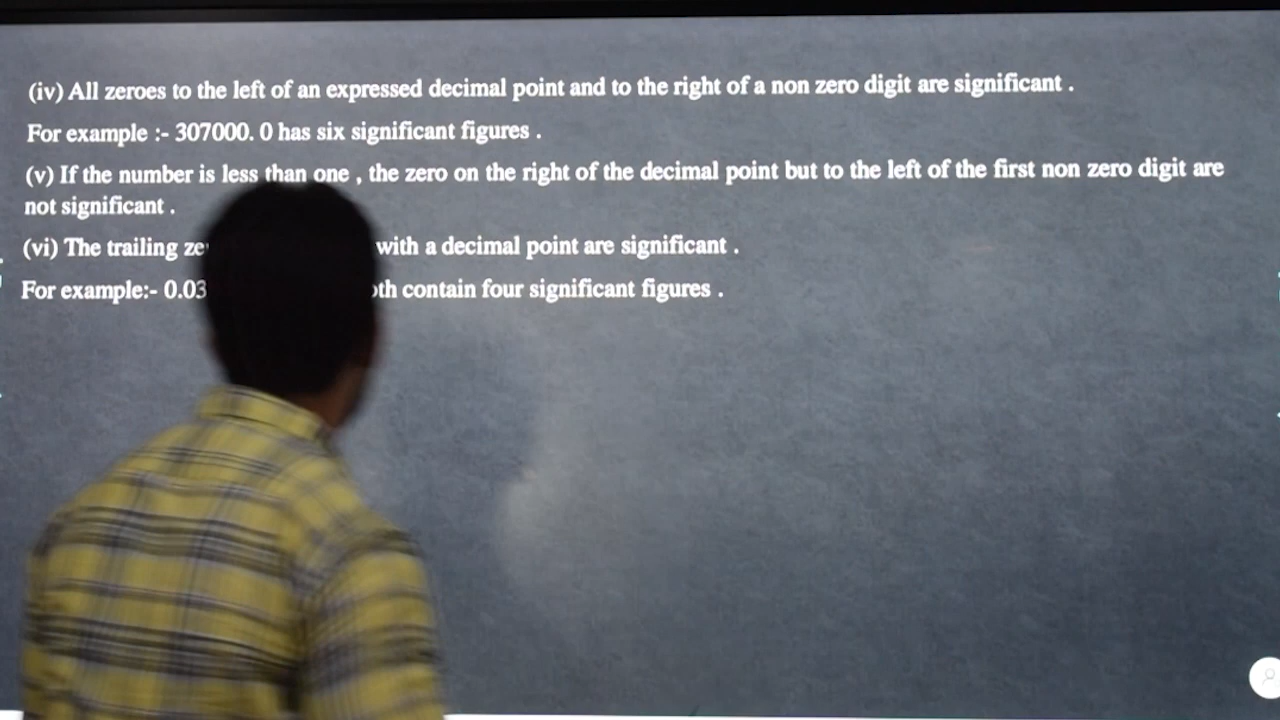 (iv) All zeroes to the left of an expressed decimal point and to the right of a non zero digit are significant .
For example :- 307000. 0 has six significant figures .
(v) If the number is less than one , the zero on the right of the decimal point but to the left of the first non zero digit are
not significant .
(vi) The trailing with a decimal point are significant .
For example:- 0.03 contain four significant figures .